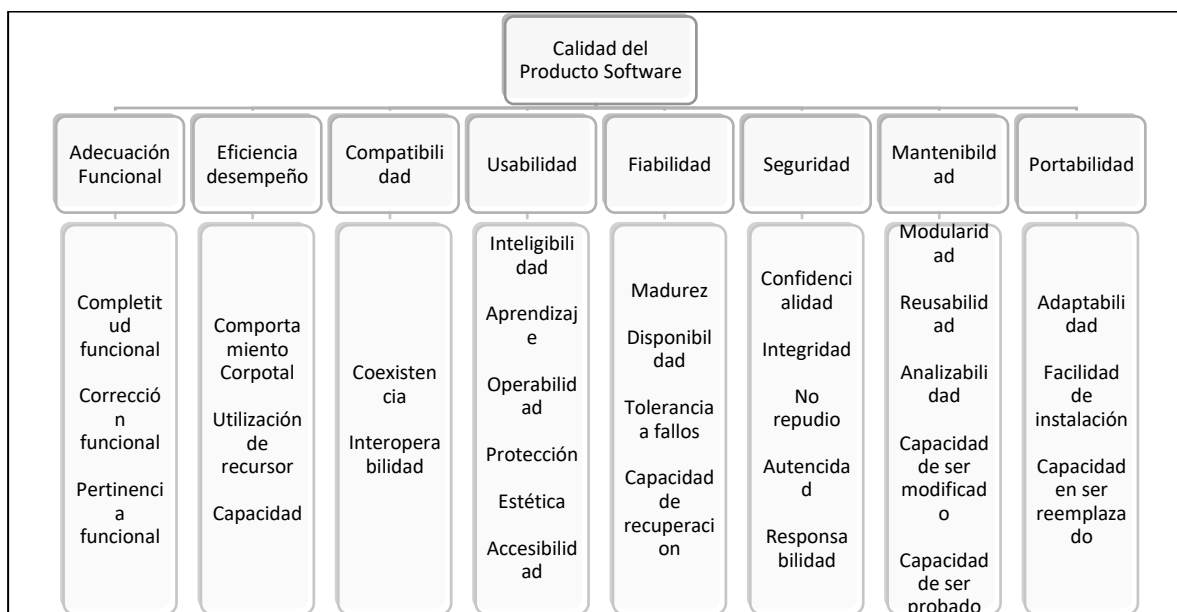 Calidad del
Producto Software
Adecuación
Funcional
Eficiencia
desempeño
Compatibili
dad
Usabilidad
Fiabilidad
Seguridad
Mantenibild
ad
Portabilidad
Completit
ud
funcional
Correcció
n
funcional
Pertinenci
a
funcional
Comporta
miento
Corpotal
Utilización
de
recursor
Capacidad
Coexisten
cia
Interopera
bilidad
Inteligibili
dad
Aprendizaj
e
Operabilid
ad
Protección
Estética
Accesibilid
ad
Madurez
Disponibil
dad
Tolerancia
a fallos
Capacidad
de
recuperaci
on
Confidenc
ialidad
Integridad
No
repudio
Autencida
d
Responsa
bilidad
Modularid
ad
Reusabilid
ad
Analizabili
dad
Capacidad
de ser
modificad
o
Capacidad
de ser
probado
Adaptabili
dad
Facilidad
de
instalación
Capacidad
en ser
reemplaza
do